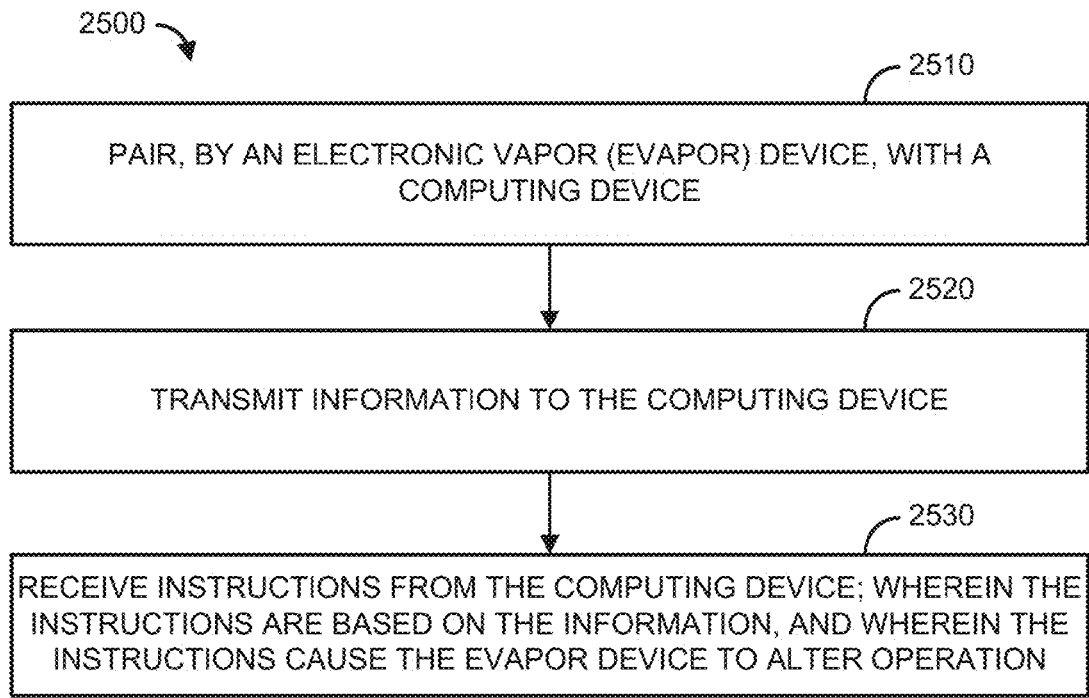 2500
2510
PAIR, BY AN ELECTRONIC VAPOR (EVAPOR) DEVICE, WITH A
COMPUTING DEVICE
2520
TRANSMIT INFORMATION TO THE COMPUTING DEVICE
2530
RECEIVE INSTRUCTIONS FROM THE COMPUTING DEVICE; WHEREIN THE
INSTRUCTIONS ARE BASED ON THE INFORMATION, AND WHEREIN THE
INSTRUCTIONS CAUSE THE EVAPOR DEVICE TO ALTER OPERATION